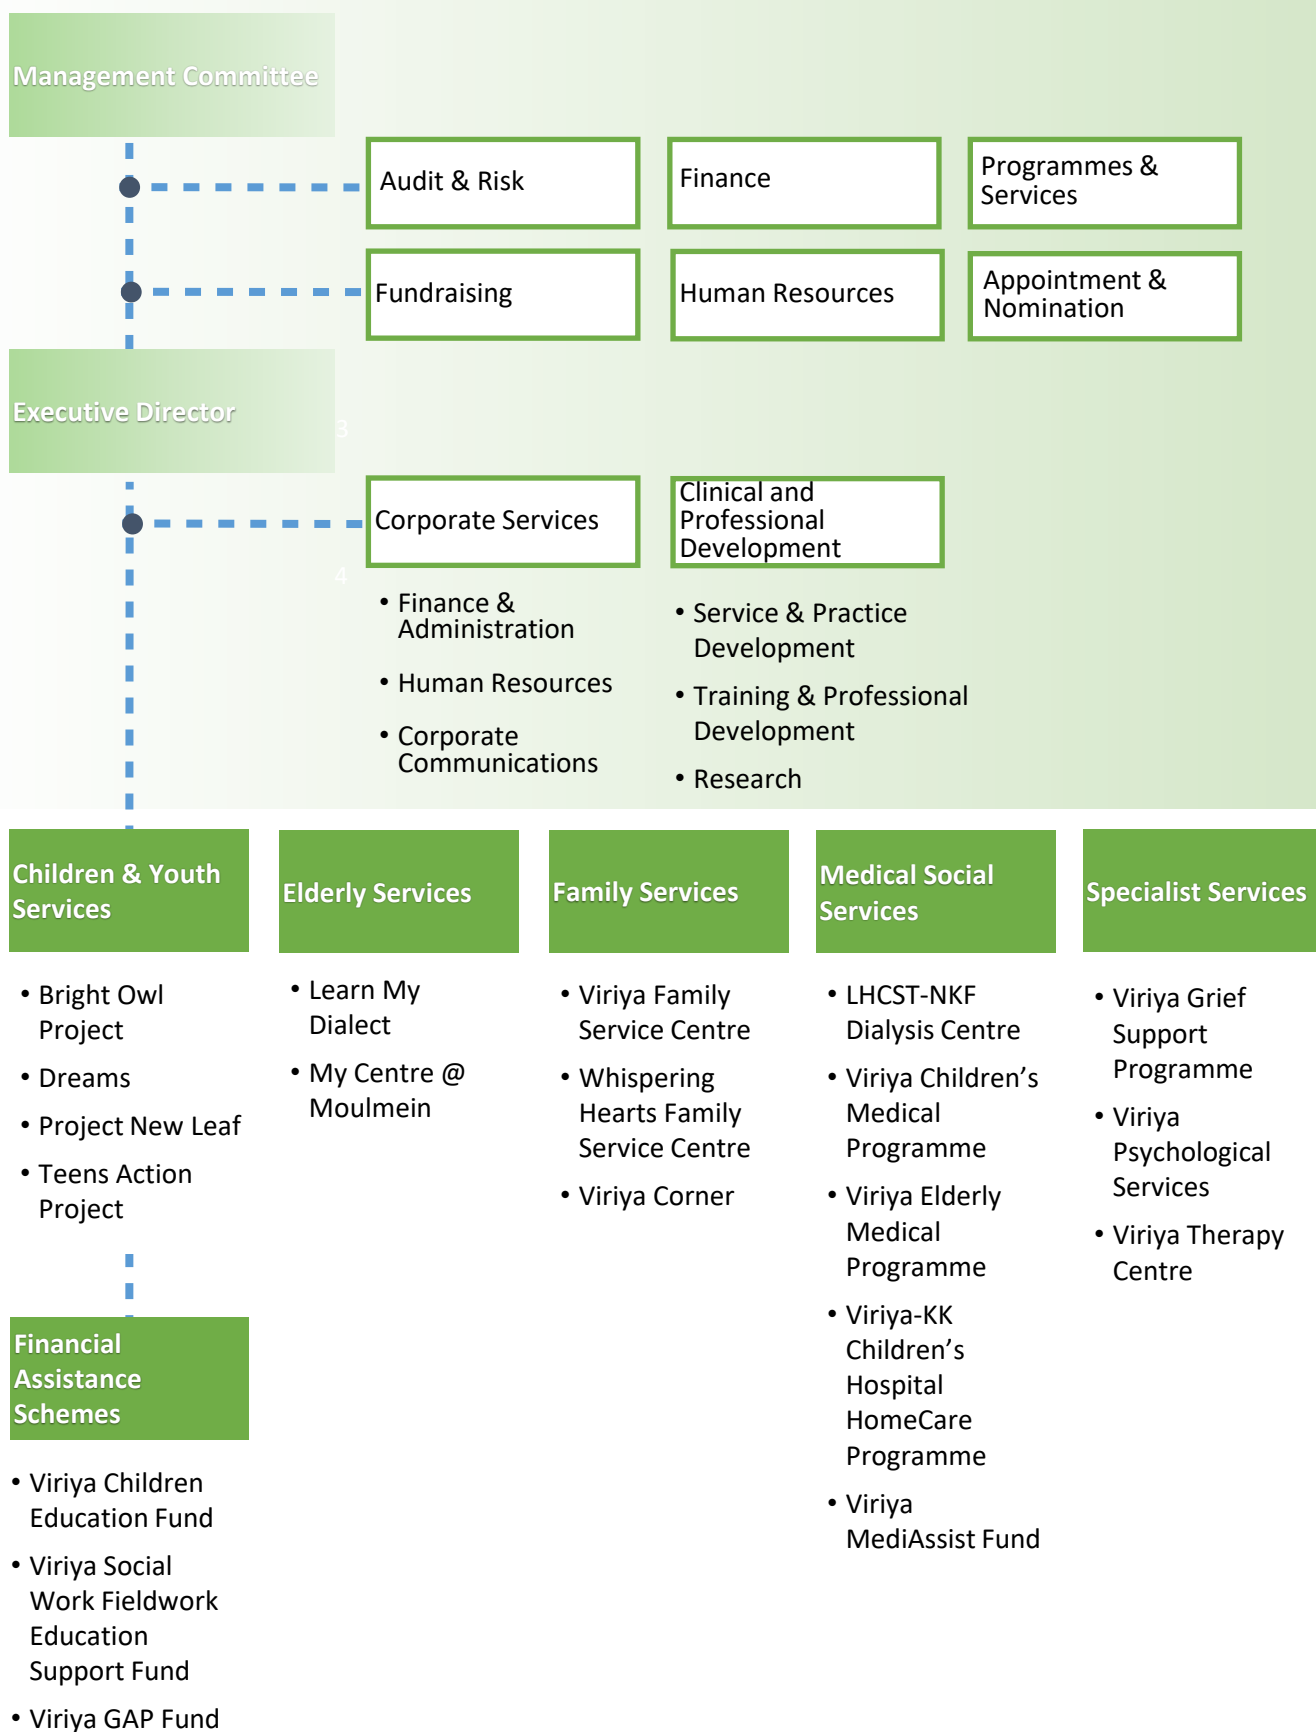 Management Committee
Audit & Risk
Finance
Programmes &
Services
Fundraising
Human Resources
Appointment &
Nomination
Executive Director
3
Corporate Services
Clinical and
Professional
Development
4
• Finance &
Administration
• Human Resources
• Corporate
Communications
• Service & Practice
Development
• Training & Professional
Development
• Research
Children & Youth
Services
• Bright Owl
Project
• Dreams
• Project New Leaf
• Teens Action
Project
Elderly Services
• Learn My
Dialect
• My Centre @
Moulmein
Family Services
• Viriya Family
Service Centre
• Whispering
Hearts Family
Service Centre
• Viriya Corner
Medical Social
Services
• LHCST-NKF
Dialysis Centre
• Viriya Children’s
Medical
Programme
• Viriya Elderly
Medical
Programme
• Viriya-KK
Children’s
Hospital
HomeCare
Programme
• Viriya
MediAssist Fund
Specialist Services
• Viriya Grief
Support
Programme
• Viriya
Psychological
Services
• Viriya Therapy
Centre
Financial
Assistance
Schemes
• Viriya Children
Education Fund
• Viriya Social
Work Fieldwork
Education
Support Fund
• Viriya GAP Fund